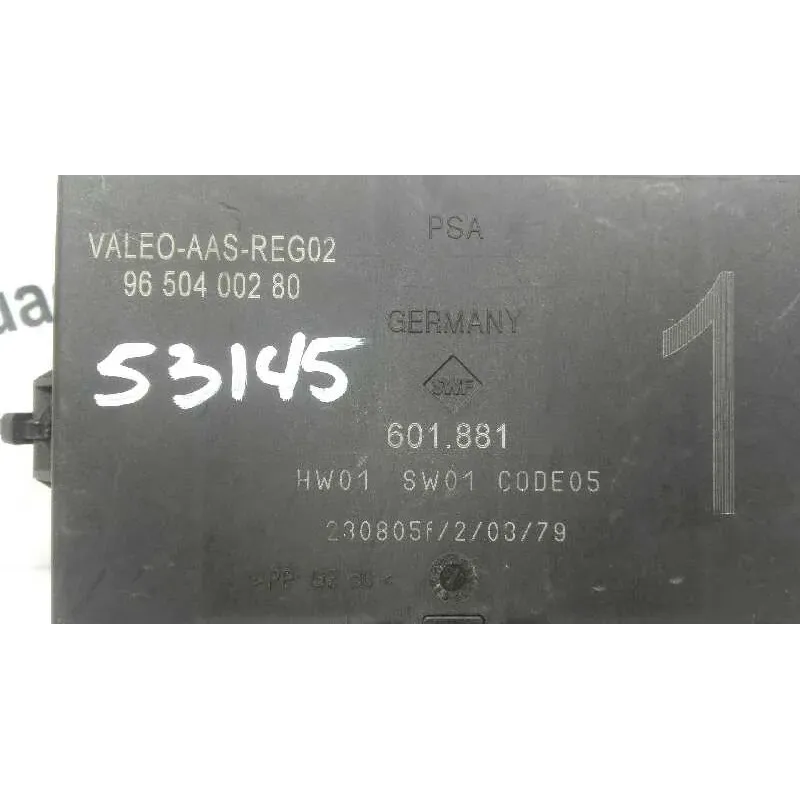 VALEO-AAS-REG02
96 504 002 80
53145
PSA
GERMANY
SWF
601.881
HW01 SW01 CODE05
230805f/2/03/79
1